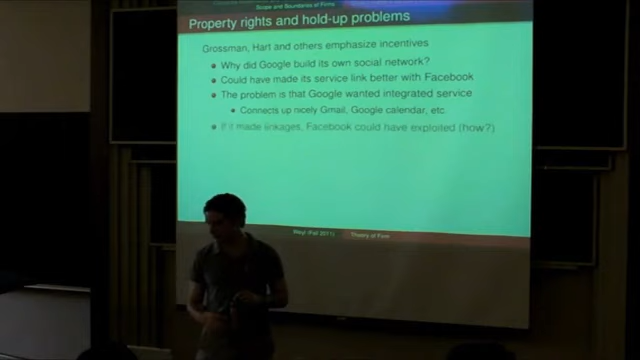 Scope and Boundaries of Firms
Property rights and hold-up problems
Grossman, Hart and others emphasize incentives
Why did Google build its own social network?
Could have made its service link better with Facebook
The problem is that Google wanted integrated service
Connects up nicely Gmail, Google calendar, etc
If it made linkages, Facebook could have exploited (how?)
Weyl (Fall 2011) Theory of Firm